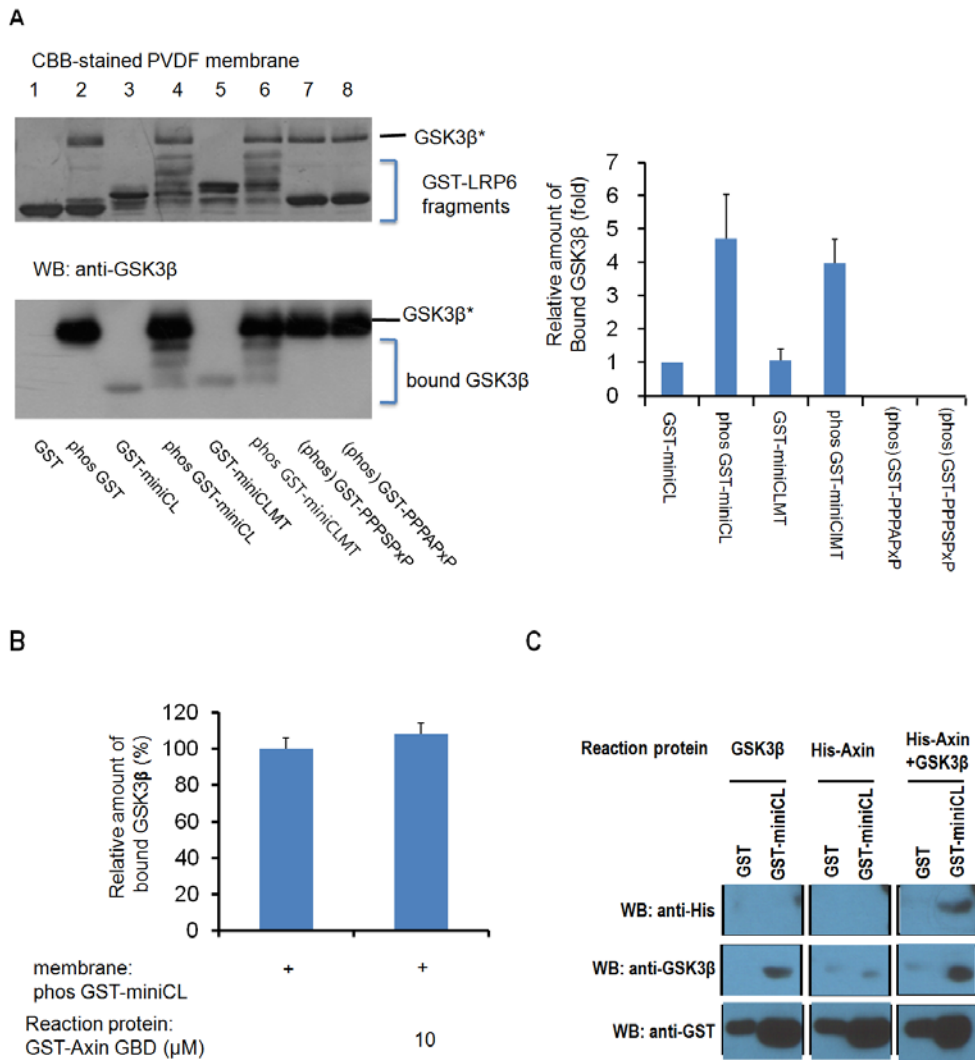 A
CBB-stained PVDF membrane
1 2 3 4 5 6 7 8
GSK3β*
GST-LRP6
fragments
WB: anti-GSK3β
GSK3β*
bound GSK3β
GST
phos GST
GST-miniCL
phos GST-miniCL
GST-miniCLMT
phos GST-miniCLMT
(phos) GST-PPPSPxP
(phos) GST-PPPAPxP
Relative amount of
Bound GSK3β (fold)
7
6
5
4
3
2
1
0
GST-miniCL
phos GST-miniCL
GST-miniCLMT
phos GST-miniClMT
(phos) GST-PPPAPxP
(phos) GST-PPPSPxP
B
Relative amount of
bound GSK3β (%)
120
100
80
60
40
20
0
membrane: + +
phos GST-miniCL
Reaction protein:
GST-Axin GBD (µM) 10
C
Reaction protein GSK3β His-Axin His-Axin
+GSK3β
GST GST-miniCL GST GST-miniCL GST GST-miniCL
WB: anti-His
WB: anti-GSK3β
WB: anti-GST